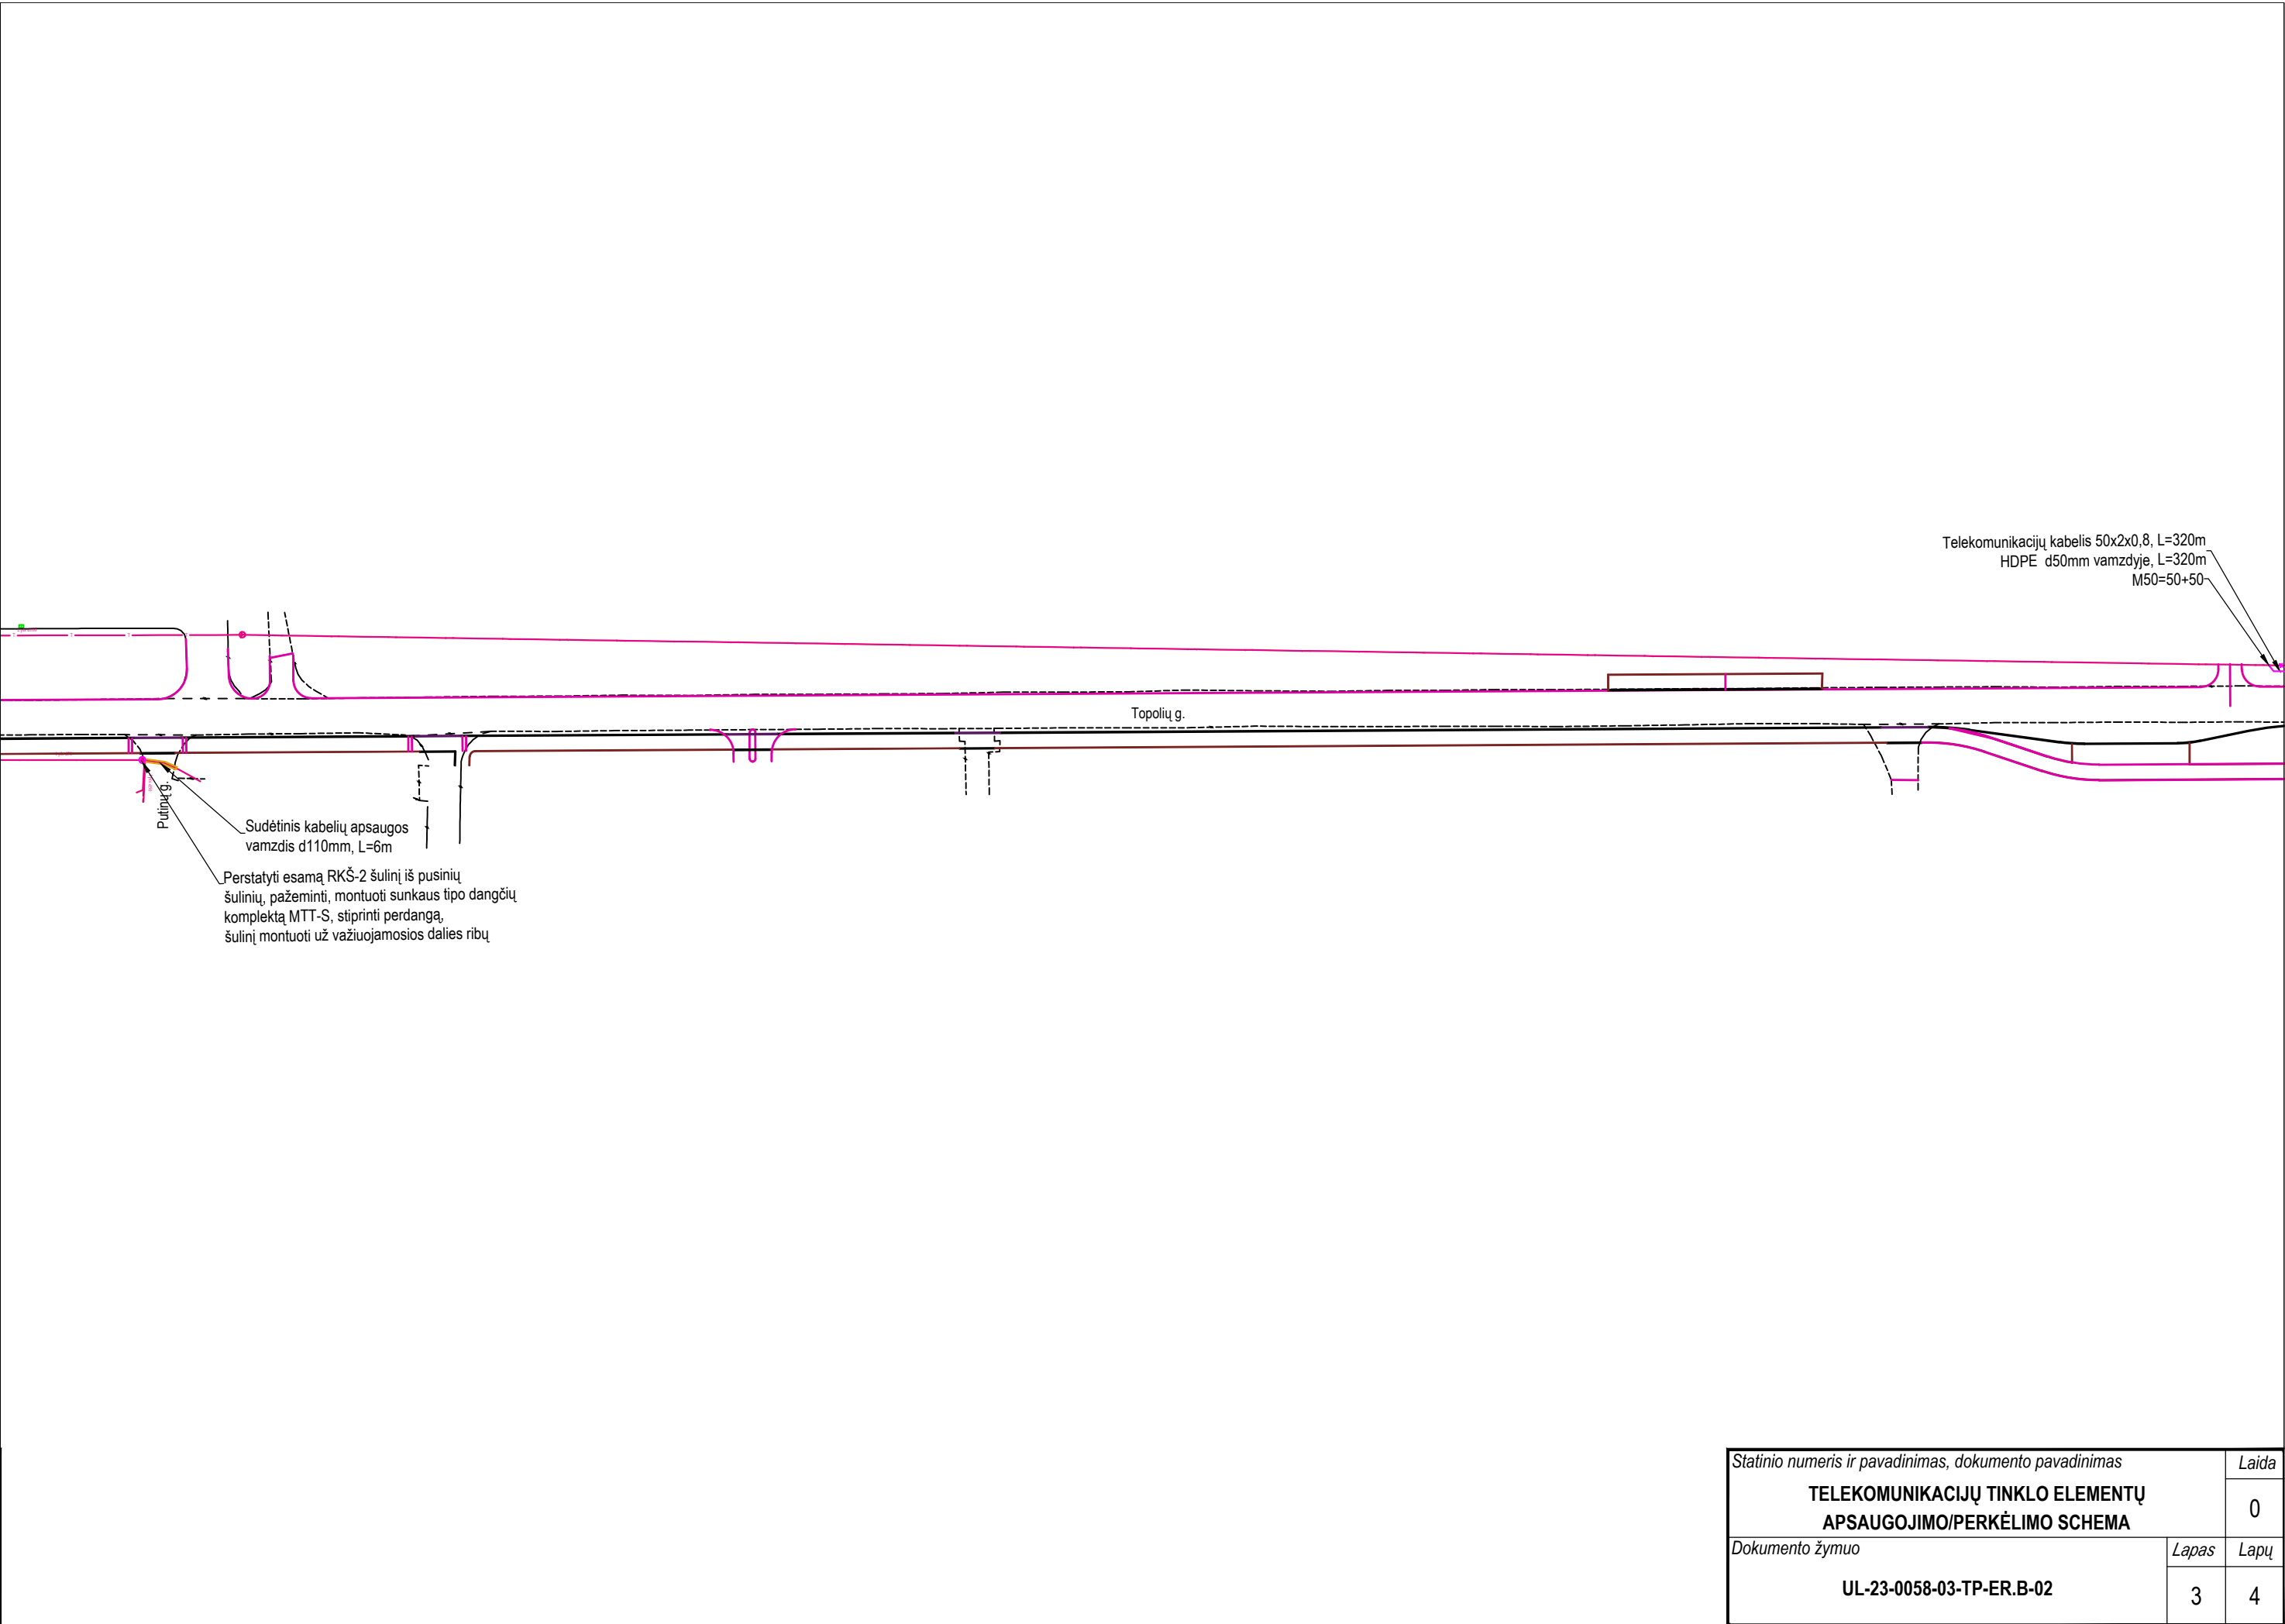 Telekomunikacijų kabelis 50x2x0,8, L=320m
HDPE d50mm vamzdyje, L=320m
M50=50+50
Topolių g.
Putinų g.
Sudėtinis kabelių apsaugos
vamzdis d110mm, L=6m
Perstatyti esamą RKŠ-2 šulinį iš pusinių
šulinių, pažeminti, montuoti sunkaus tipo dangčių
komplektą MTT-S, stiprinti perdangą,
šulinį montuoti už važiuojamosios dalies ribų
Statinio numeris ir pavadinimas, dokumento pavadinimas
Laida
TELEKOMUNIKACIJŲ TINKLO ELEMENTŲ
APSAUGOJIMO/PERKĖLIMO SCHEMA
0
Dokumento žymuo
Lapas
Lapų
UL-23-0058-03-TP-ER.B-02
3
4